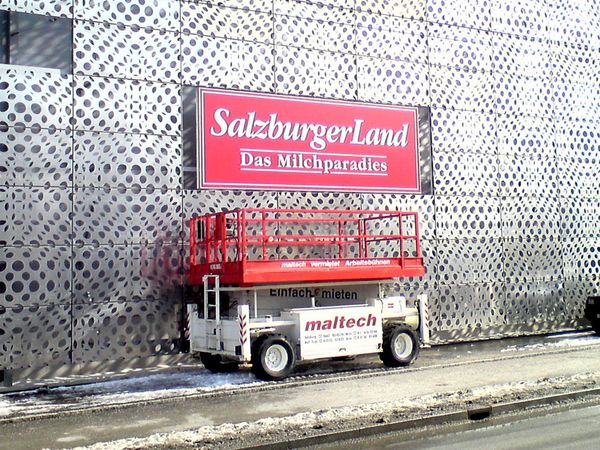 SalzburgerLand
Das Milchparadies
maltech vermietet Arbeitsbühnen
Einfach mieten
maltech